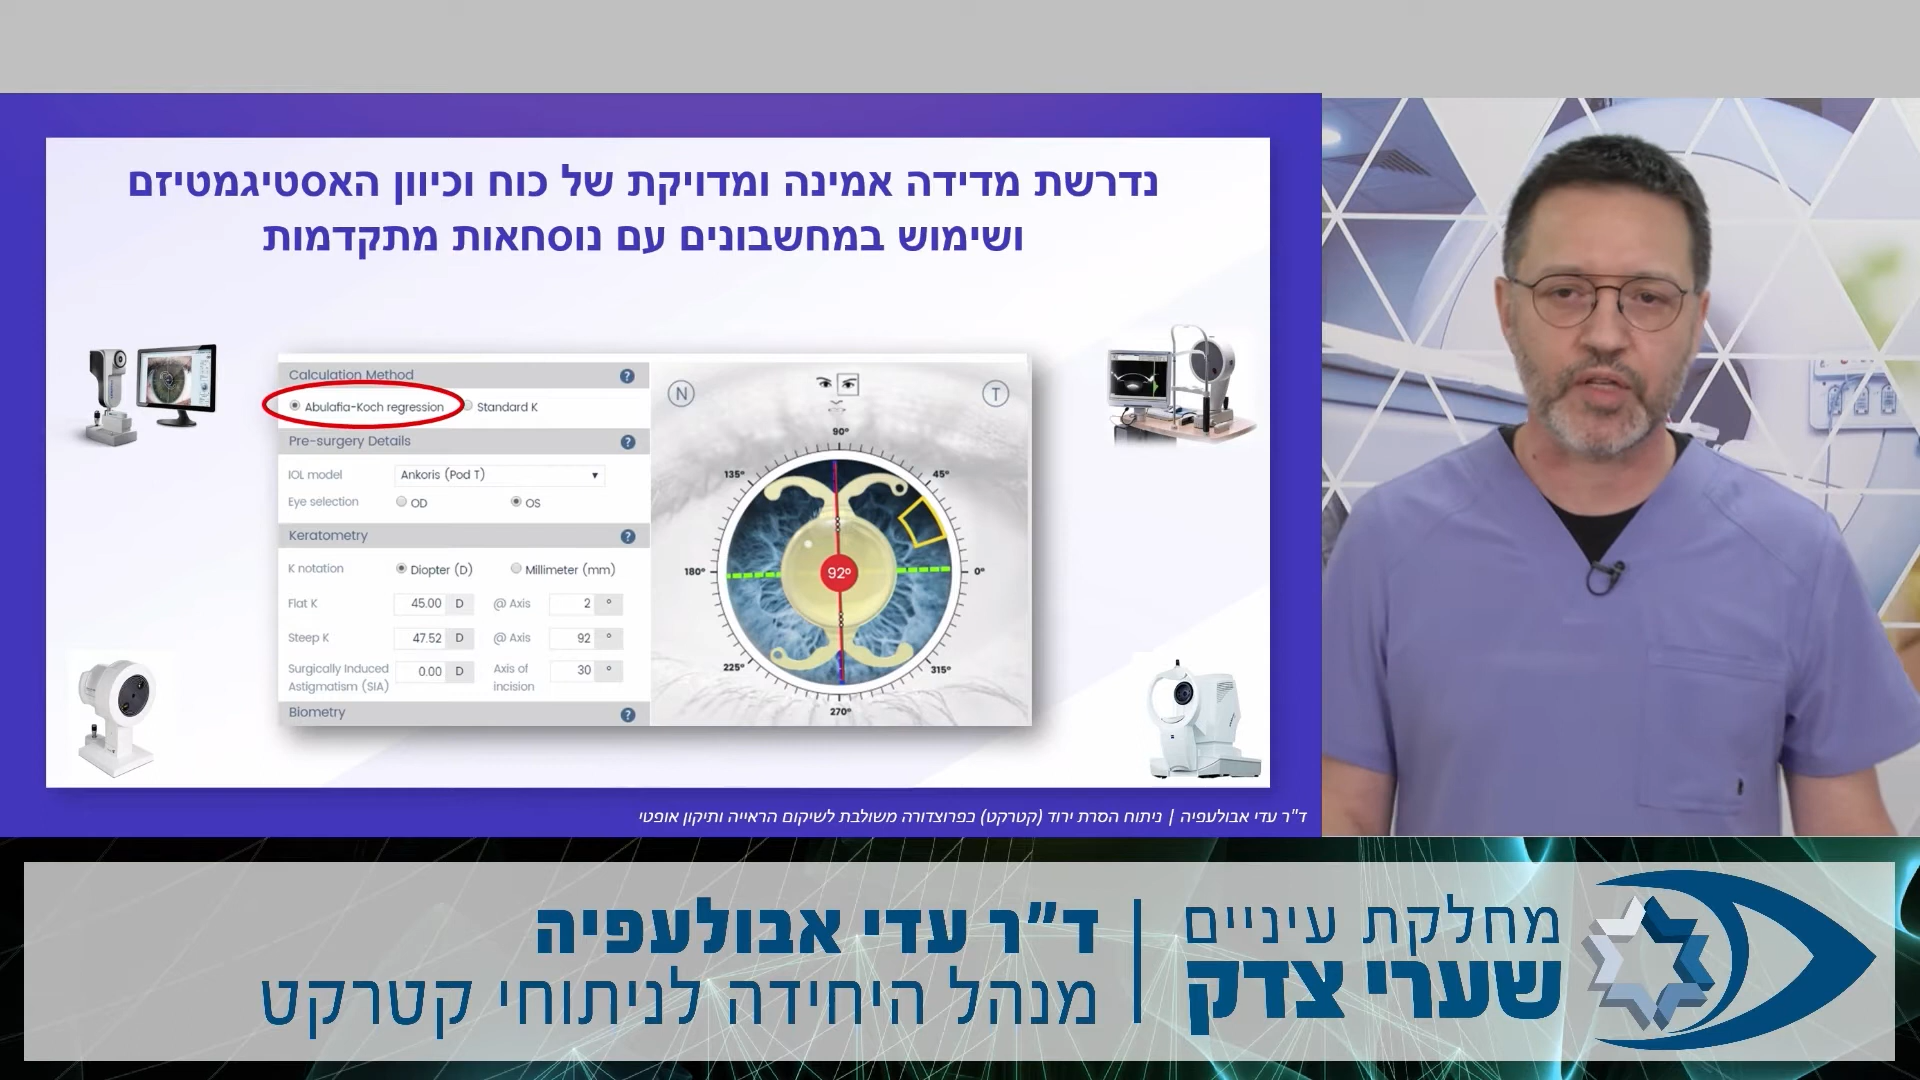 נדרשת מדידה אמינה ומדויקת של כוח וכיוון האסטיגמטיזם
ושימוש במחשבונים עם נוסחאות מתקדמות
Calculation Method ?
Abulafia-Koch regression Standard K
Pre-surgery Details ?
IOL model Ankoris (Pod T)
Eye selection OD OS
Keratometry ?
K notation Diopter (D) Millimeter (mm)
Flat K 45.00 D @ Axis 2 °
Steep K 47.52 D @ Axis 92 °
Surgically Induced
Astigmatism (SIA) 0.00 D Axis of
incision 30 °
Biometry ?
N T
90°
135° 45°
180° 92° 0°
225° 315°
270°
ד"ר עדי אבולעפיה | ניתוח הסרת ירוד (קטרקט) בפרוצדורה משולבת לשיקום הראייה ותיקון אופטי
מחלקת עיניים
שערי צדק
ד"ר עדי אבולעפיה
מנהל היחידה לניתוחי קטרקט